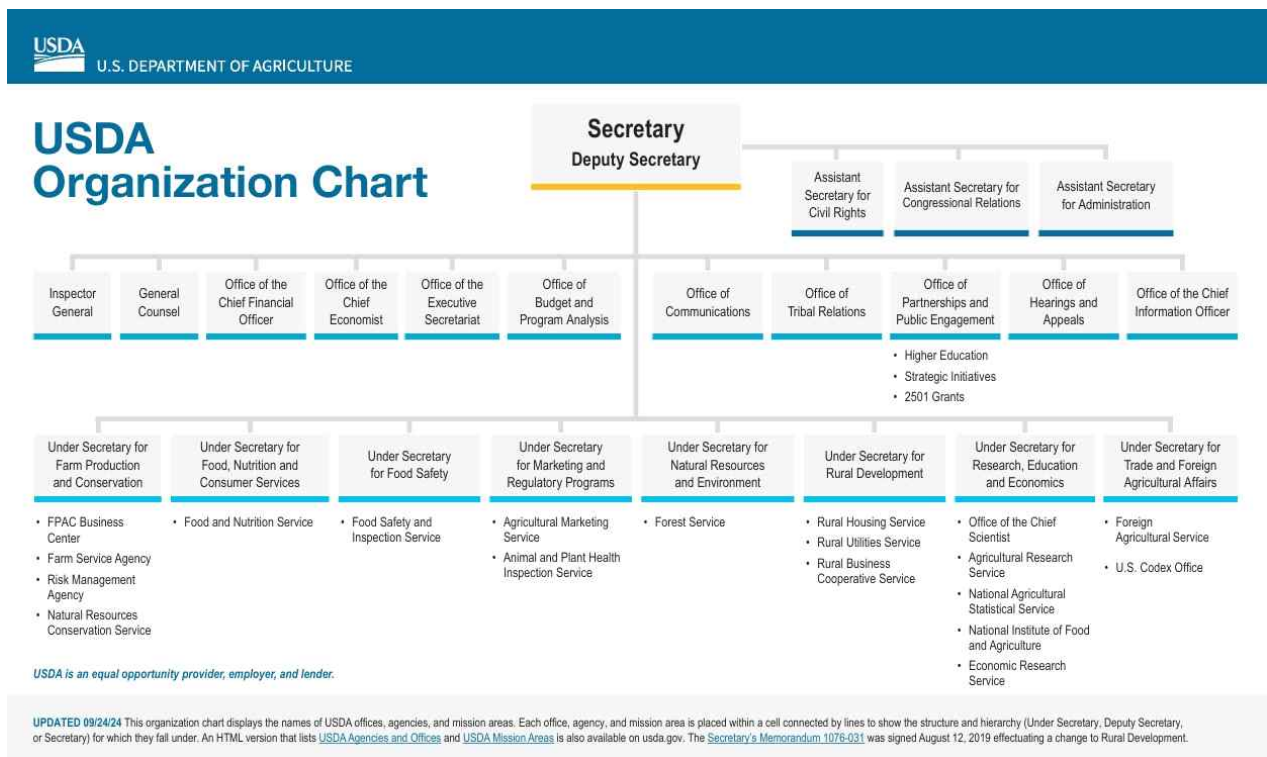 USDA
U.S. DEPARTMENT OF AGRICULTURE
USDA
Organization Chart
Secretary
Deputy Secretary
Assistant
Secretary for
Civil Rights
Assistant Secretary for
Congressional Relations
Assistant Secretary
for Administration
Inspector
General
General
Counsel
Office of the
Chief Financial
Officer
Office of the
Chief
Economist
Office of the
Executive
Secretariat
Office of
Budget and
Program Analysis
Office of
Communications
Office of
Tribal Relations
Office of
Partnerships and
Public Engagement
• Higher Education
• Strategic Initiatives
• 2501 Grants
Office of
Hearings and
Appeals
Office of the Chief
Information Officer
Under Secretary for
Farm Production
and Conservation
• FPAC Business
Center
• Farm Service Agency
• Risk Management
Agency
• Natural Resources
Conservation Service
Under Secretary for
Food, Nutrition and
Consumer Services
• Food and Nutrition Service
Under Secretary
for Food Safety
• Food Safety and
Inspection Service
Under Secretary
for Marketing and
Regulatory Programs
• Agricultural Marketing
Service
• Animal and Plant Health
Inspection Service
Under Secretary for
Natural Resources
and Environment
• Forest Service
Under Secretary for
Rural Development
• Rural Housing Service
• Rural Utilities Service
• Rural Business
Cooperative Service
Under Secretary for
Research, Education
and Economics
• Office of the Chief
Scientist
• Agricultural Research
Service
• National Agricultural
Statistical Service
• National Institute of Food
and Agriculture
• Economic Research
Service
Under Secretary for
Trade and Foreign
Agricultural Affairs
• Foreign
Agricultural Service
• U.S. Codex Office
USDA is an equal opportunity provider, employer, and lender.
UPDATED 09/24/24 This organization chart displays the names of USDA offices, agencies, and mission areas. Each office, agency, and mission area is placed within a cell connected by lines to show the structure and hierarchy (Under Secretary, Deputy Secretary,
or Secretary) for which they fall under. An HTML version that lists USDA Agencies and Offices and USDA Mission Areas is also available on usda.gov. The Secretary's Memorandum 1076-031 was signed August 12, 2019 effectuating a change to Rural Development.